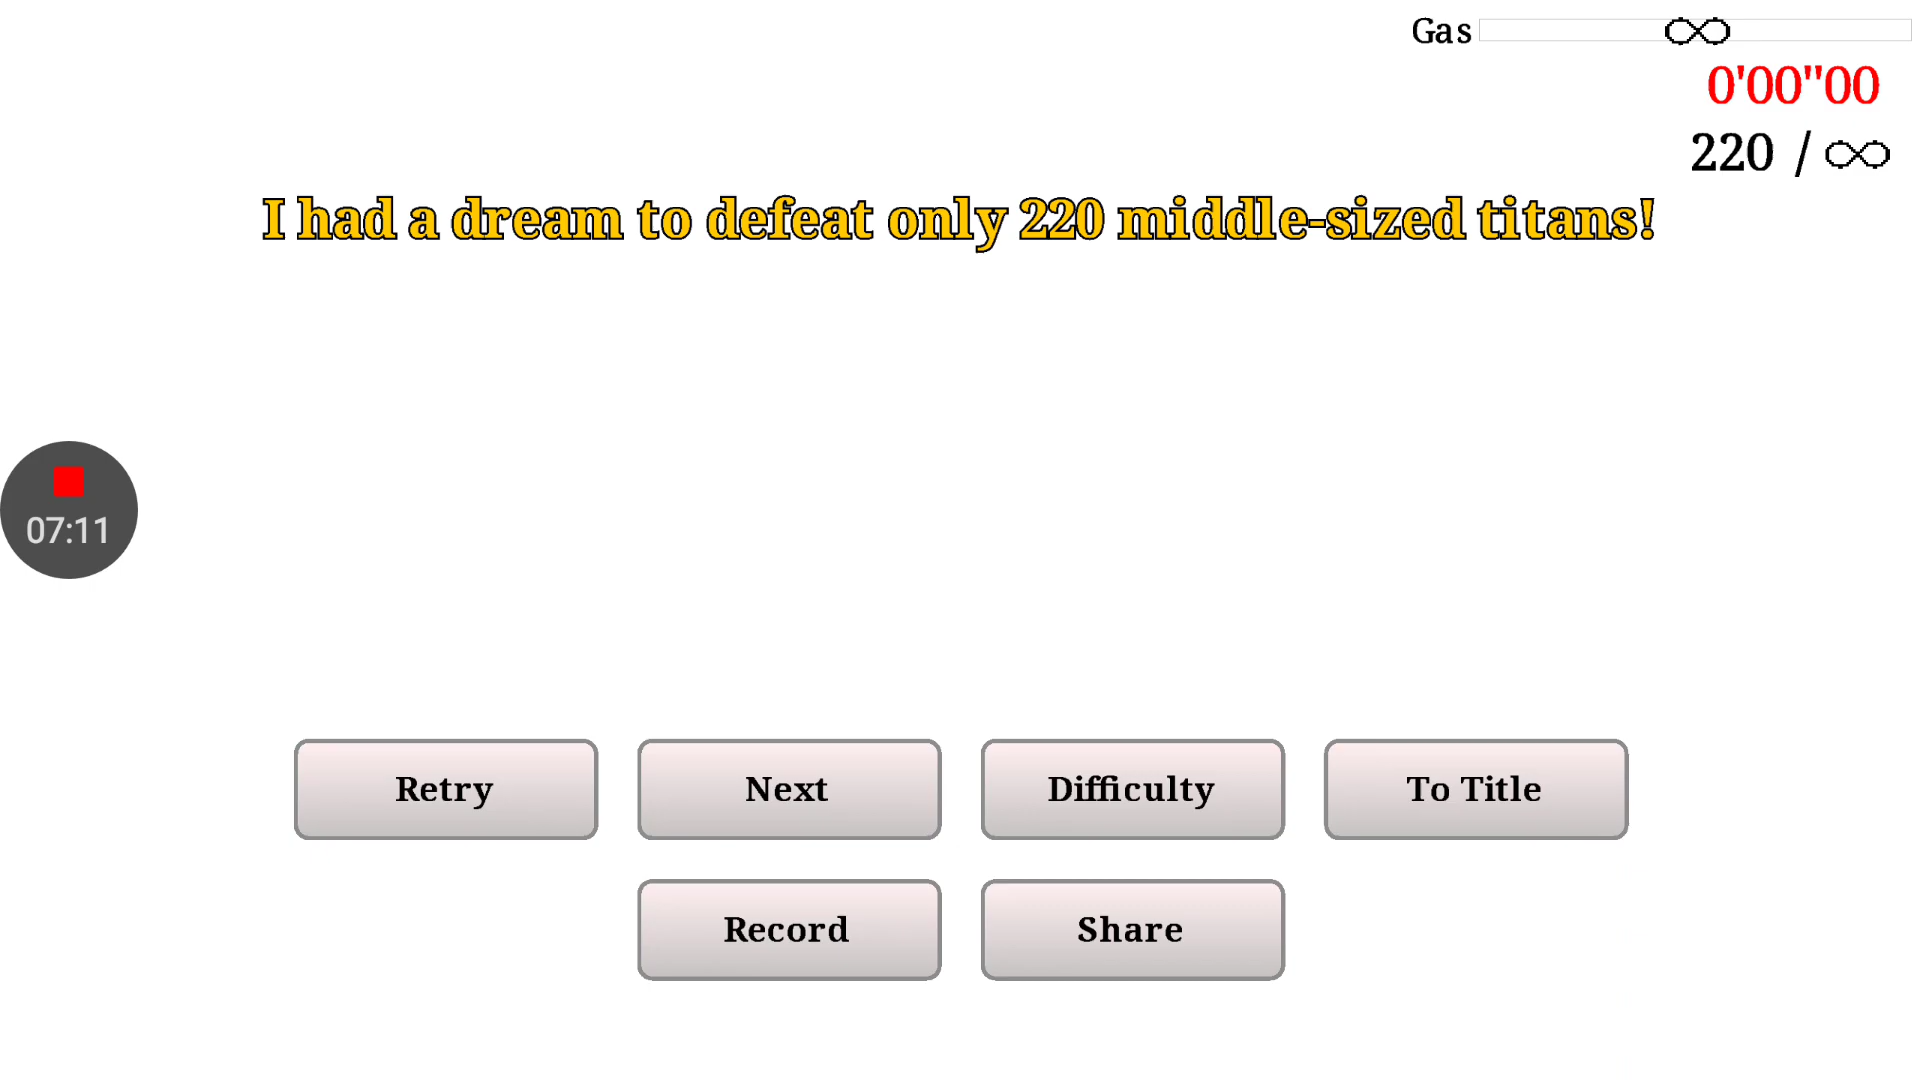 Gas ∞
0'00"00
220 / ∞
I had a dream to defeat only 220 middle-sized titans!
07:11
Retry Next Difficulty To Title
Record Share